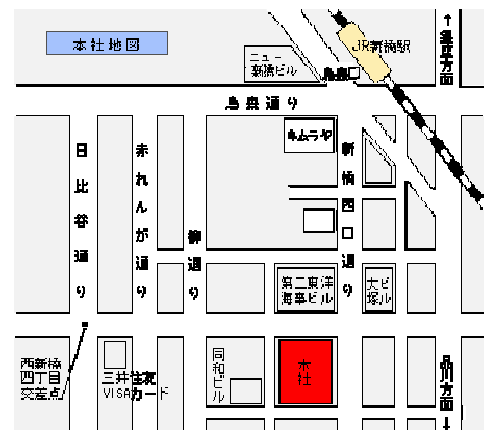 本社地図
JR新橋駅
↑銀座方面
ニュー
新橋ビル
烏森口
烏森通り
キムラヤ
日比谷通り
赤れんが通り
柳通り
新橋西口通り
第二東洋
海事ビル
大ビ
塚ル
西新橋
四丁目
交差点
三井住友
VISAカード
同和ビル
本社
品川方面↓